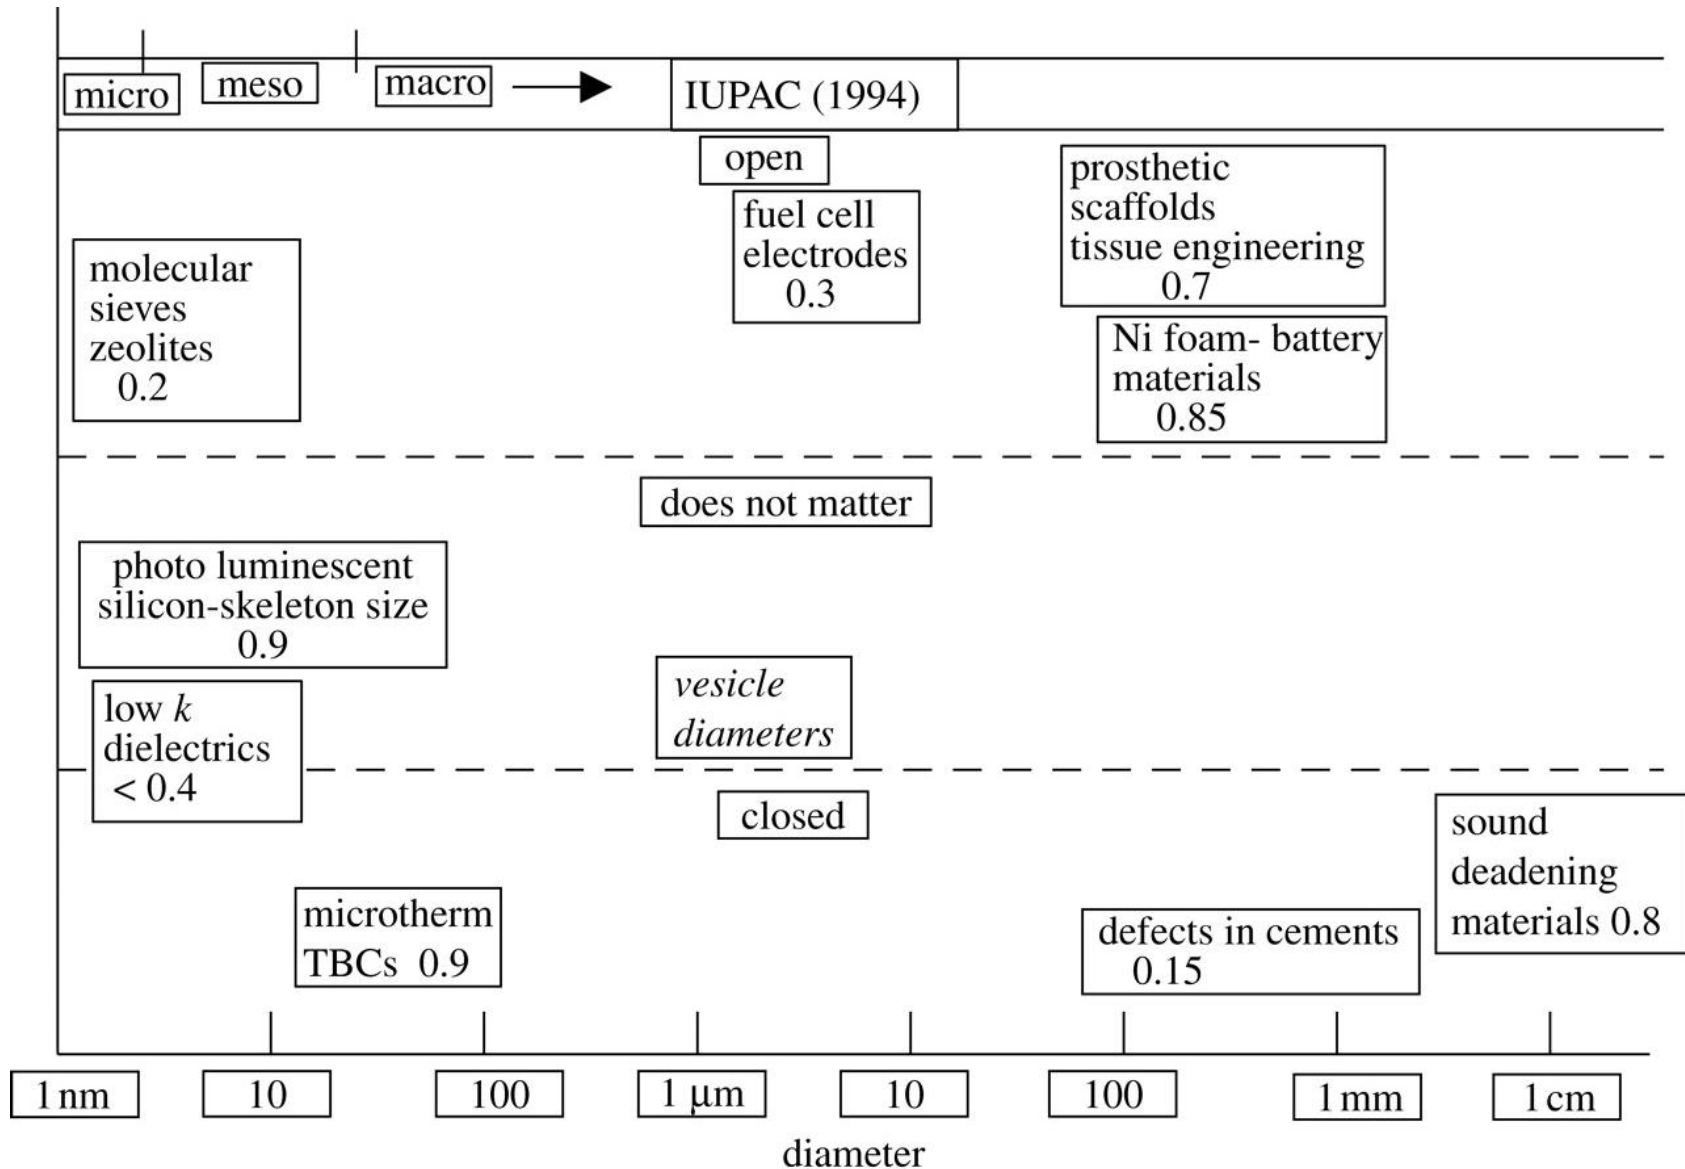 micro
meso
macro
IUPAC (1994)
open
fuel cell
electrodes
0.3
prosthetic
scaffolds
tissue engineering
0.7
molecular
sieves
zeolites
0.2
Ni foam- battery
materials
0.85
does not matter
photo luminescent
silicon-skeleton size
0.9
vesicle
diameters
low k
dielectrics
< 0.4
closed
sound
deadening
materials 0.8
microtherm
TBCs 0.9
defects in cements
0.15
1 nm
10
100
1 μm
10
100
1 mm
1 cm
diameter